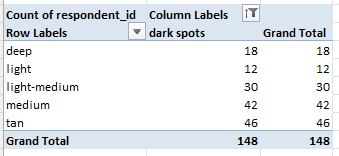 Count of respondent_id Column Labels
Row Labels dark spots Grand Total
deep 18 18
light 12 12
light-medium 30 30
medium 42 42
tan 46 46
Grand Total 148 148